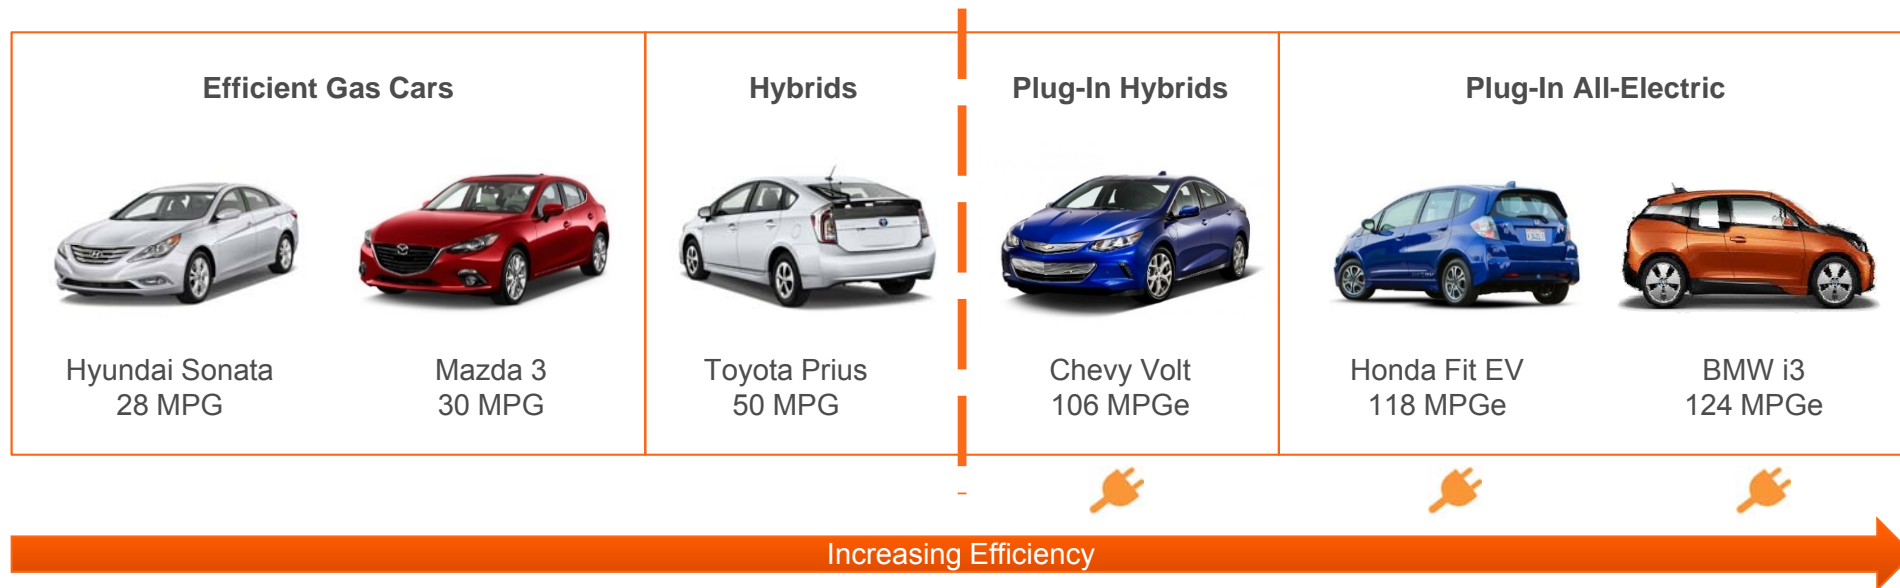 Efficient Gas Cars
Hybrids
Plug-In Hybrids
Plug-In All-Electric
Hyundai Sonata
28 MPG
Mazda 3
30 MPG
Toyota Prius
50 MPG
Chevy Volt
106 MPGe
Honda Fit EV
118 MPGe
BMW i3
124 MPGe
Increasing Efficiency